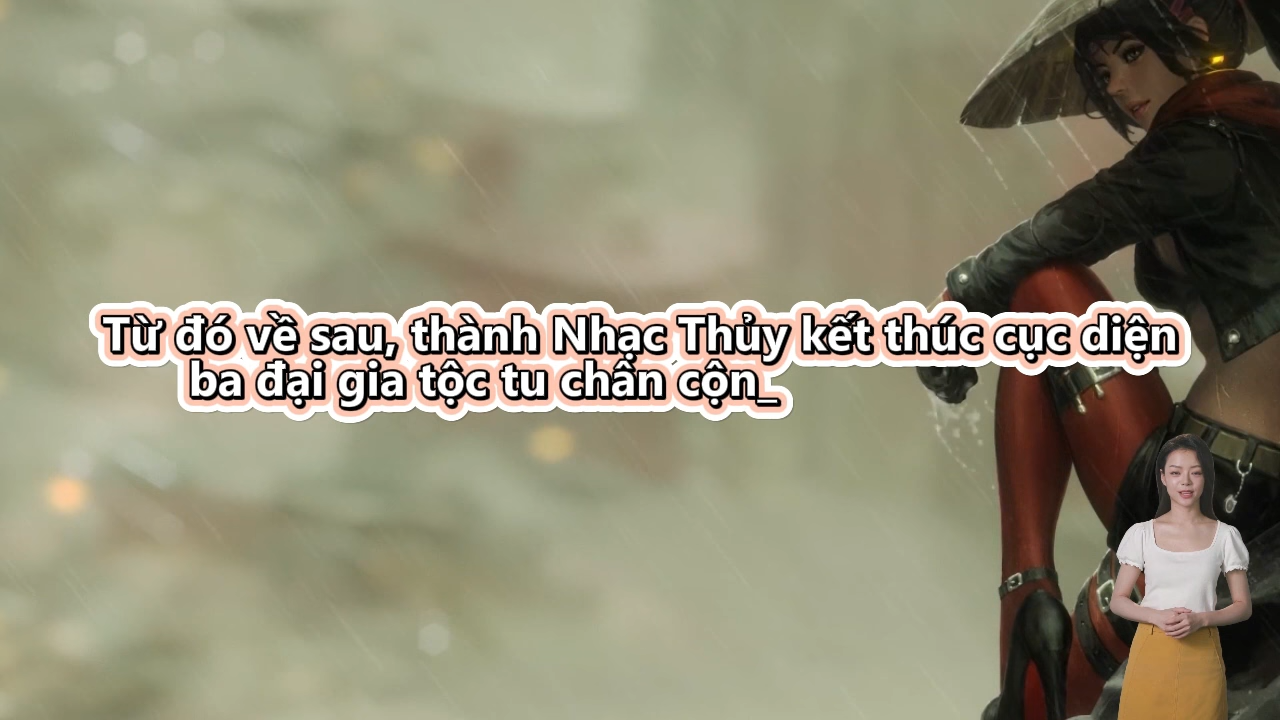 Từ đó về sau, thành Nhạc Thủy kết thúc cục diện
ba đại gia tộc tu chân cộn_